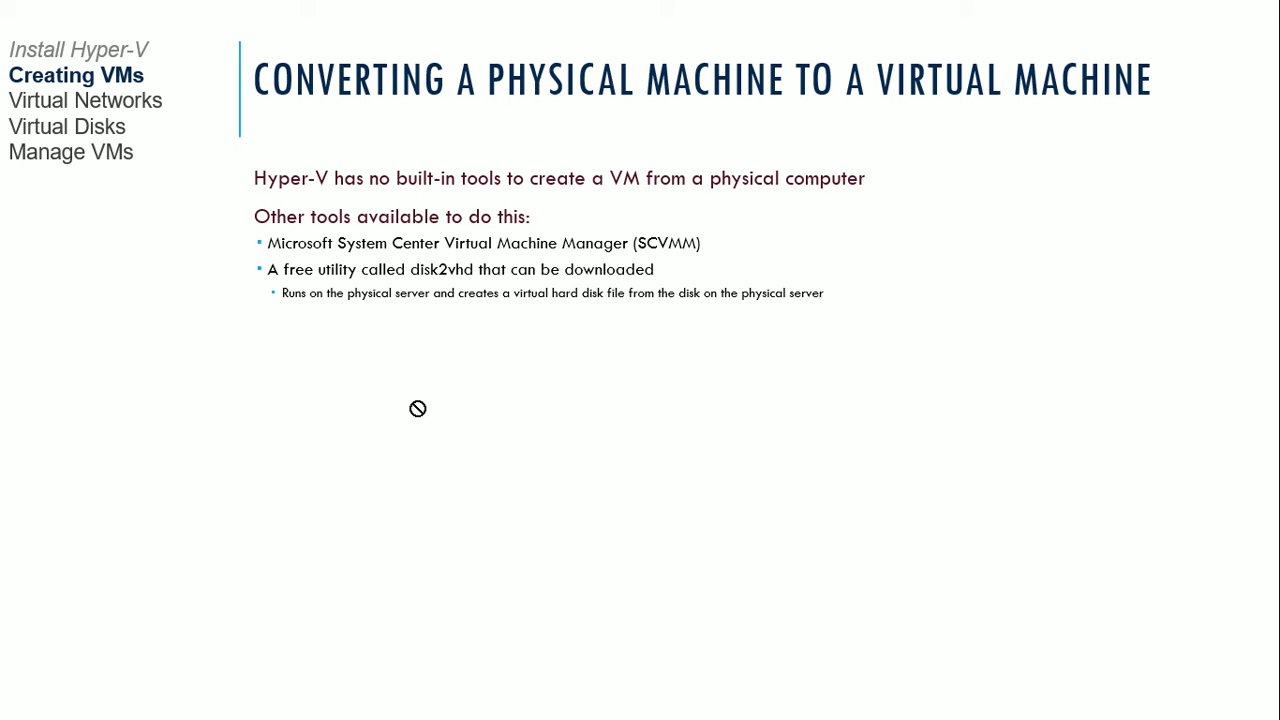 Install Hyper-V
Creating VMs
Virtual Networks
Virtual Disks
Manage VMs
CONVERTING A PHYSICAL MACHINE TO A VIRTUAL MACHINE
Hyper-V has no built-in tools to create a VM from a physical computer
Other tools available to do this:
▪ Microsoft System Center Virtual Machine Manager (SCVMM)
▪ A free utility called disk2vhd that can be downloaded
▪ Runs on the physical server and creates a virtual hard disk file from the disk on the physical server